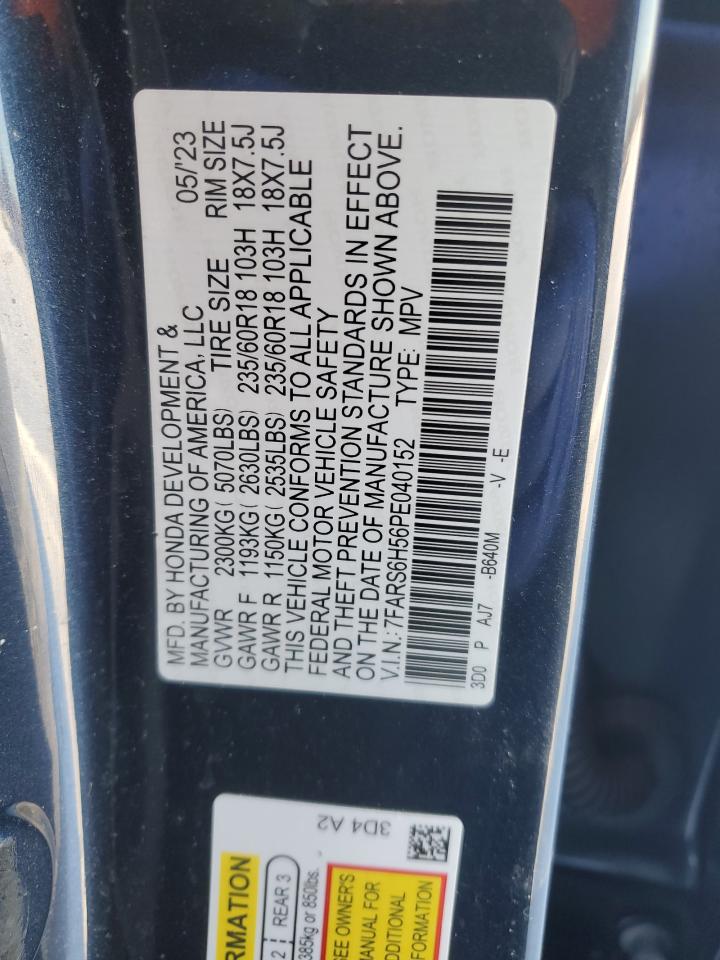 MFD. BY HONDA DEVELOPMENT &
MANUFACTURING OF AMERICA, LLC 05/'23
GVWR 2300KG( 5070LBS) TIRE SIZE RIM SIZE
GAWR F 1193KG( 2630LBS) 235/60R18 103H 18X7.5J
GAWR R 1150KG( 2535LBS) 235/60R18 103H 18X7.5J
THIS VEHICLE CONFORMS TO ALL APPLICABLE
FEDERAL MOTOR VEHICLE SAFETY
AND THEFT PREVENTION STANDARDS IN EFFECT
ON THE DATE OF MANUFACTURE SHOWN ABOVE.
V.I.N.: 7FARS6H56PE040152 TYPE: MPV
3D0 P AJ7 -B640M -V -E
RMATION
2 REAR 3
385kg or 850lbs.
SEE OWNER'S
MANUAL FOR
ADDITIONAL
INFORMATION
3D4 A2